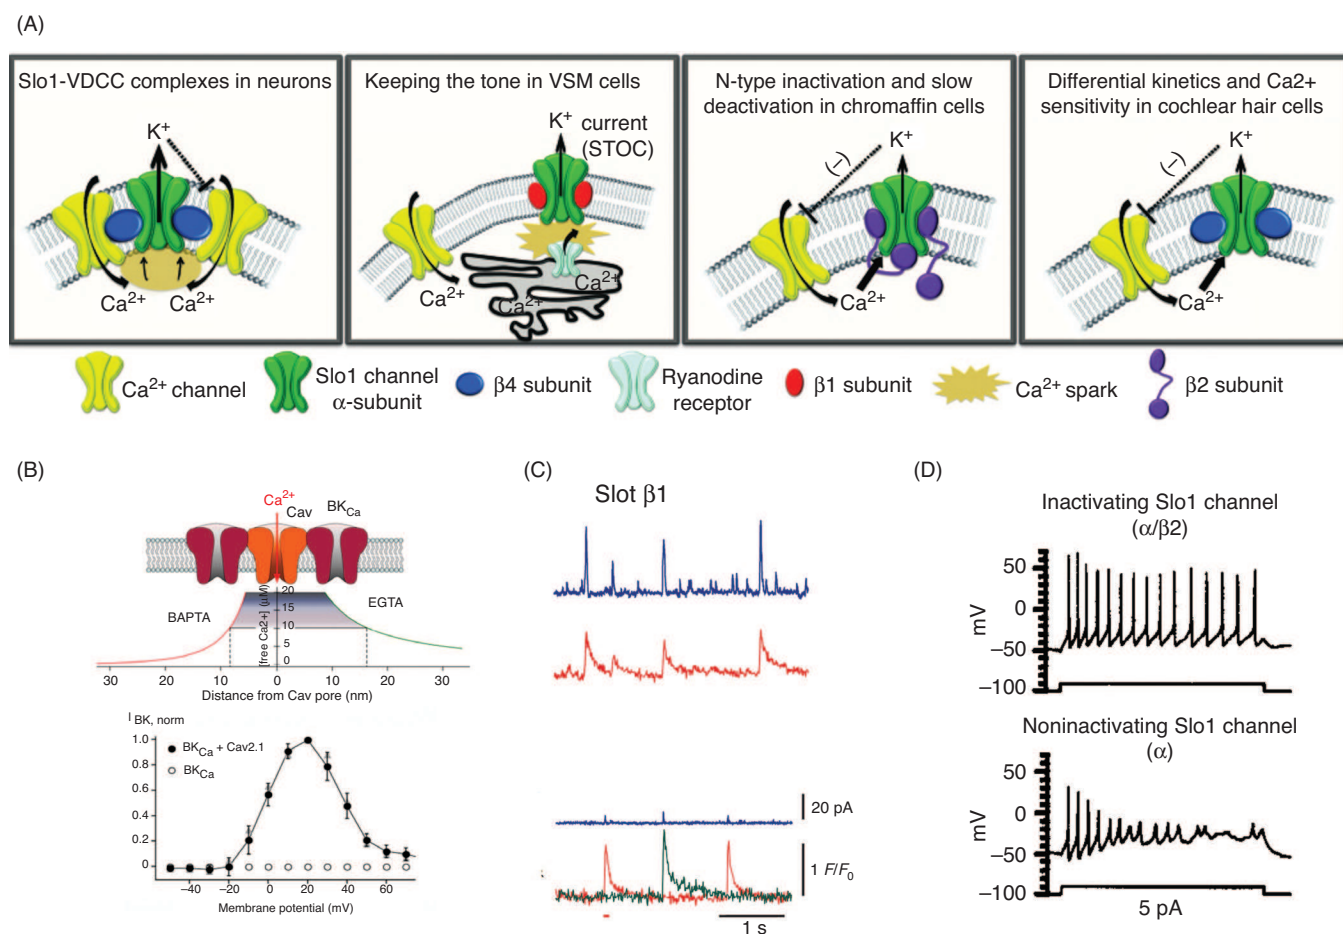 (A)
Slo1-VDCC complexes in neurons
K+
Ca2+
Ca2+
Keeping the tone in VSM cells
K+
current
(STOC)
Ca2+
Ca2+
Ca2+
N-type inactivation and slow
deactivation in chromaffin cells
K+
(−)
Ca2+
Differential kinetics and Ca2+
sensitivity in cochlear hair cells
K+
(−)
Ca2+
Ca2+ channel
Slo1 channel
α-subunit
β4 subunit
Ryanodine
receptor
β1 subunit
Ca2+ spark
β2 subunit
(B)
Ca2+
Cav
BKCa
BAPTA
EGTA
[free Ca2+] (µM)
20
15
10
5
0
30
20
10
0
10
20
30
Distance from Cav pore (nm)
I BK, norm
BKCa + Cav2.1
BKCa
1.0
0.8
0.6
0.4
0.2
0
−40
−20
0
20
40
60
Membrane potential (mV)
(C)
Slot β1
20 pA
1 F/F0
1 s
(D)
Inactivating Slo1 channel
(α/β2)
50
0
−50
−100
mV
Noninactivating Slo1 channel
(α)
50
0
−50
−100
mV
5 pA